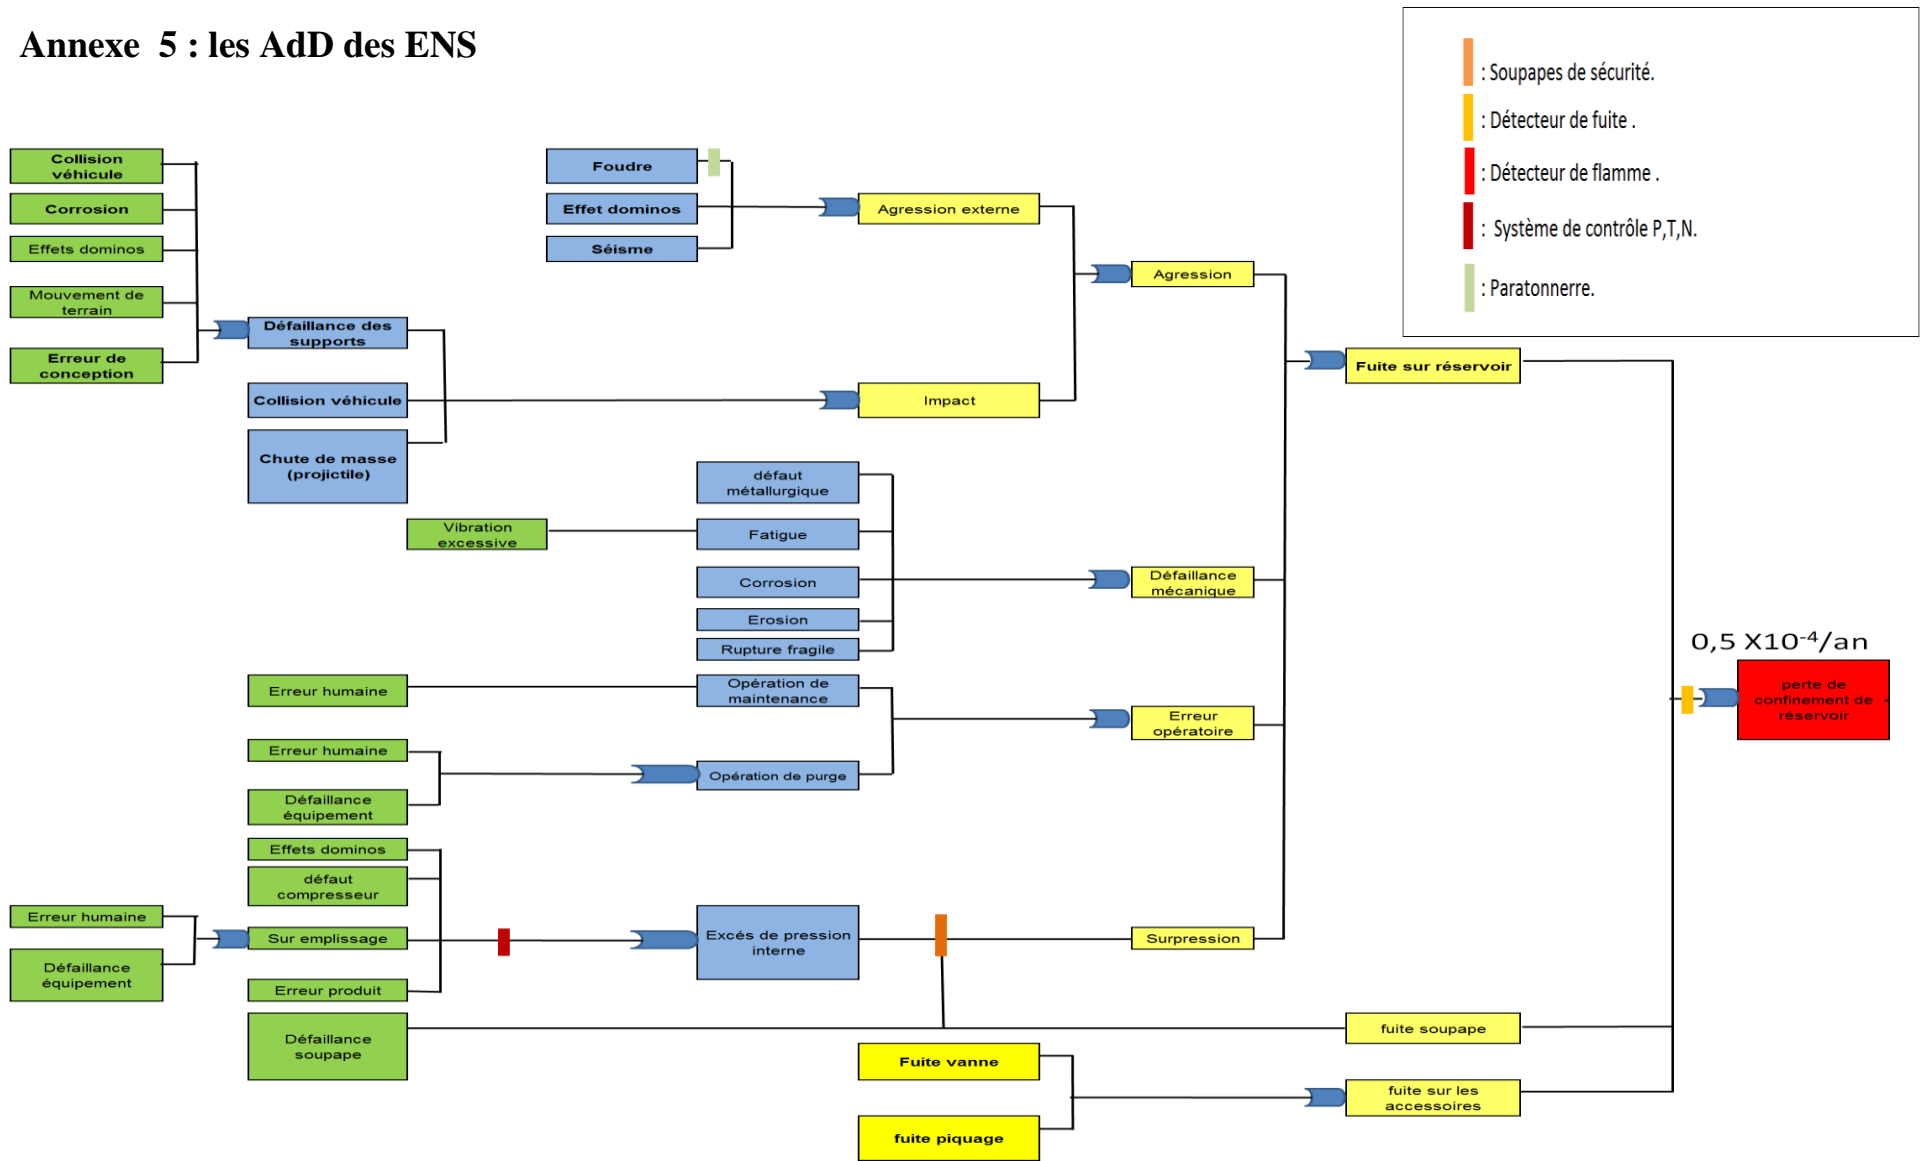 Annexe 5 : les AdD des ENS
: Soupapes de sécurité.
: Détecteur de fuite .
: Détecteur de flamme .
: Système de contrôle P,T,N.
: Paratonnerre.
Collision
véhicule
Corrosion
Effets dominos
Mouvement de
terrain
Erreur de
conception
Défaillance des
supports
Collision véhicule
Chute de masse
(projictile)
Foudre
Effet dominos
Séisme
Agression externe
Impact
Agression
Fuite sur réservoir
défaut
métallurgique
Vibration
excessive
Fatigue
Corrosion
Erosion
Rupture fragile
Défaillance
mécanique
Erreur humaine
Opération de
maintenance
Erreur humaine
Défaillance
équipement
Opération de purge
Erreur
opératoire
0,5 X10⁻⁴/an
perte de
confinement de
réservoir
Effets dominos
défaut
compresseur
Erreur humaine
Défaillance
équipement
Sur emplissage
Erreur produit
Excés de pression
interne
Surpression
Défaillance
soupape
fuite soupape
Fuite vanne
fuite piquage
fuite sur les
accessoires